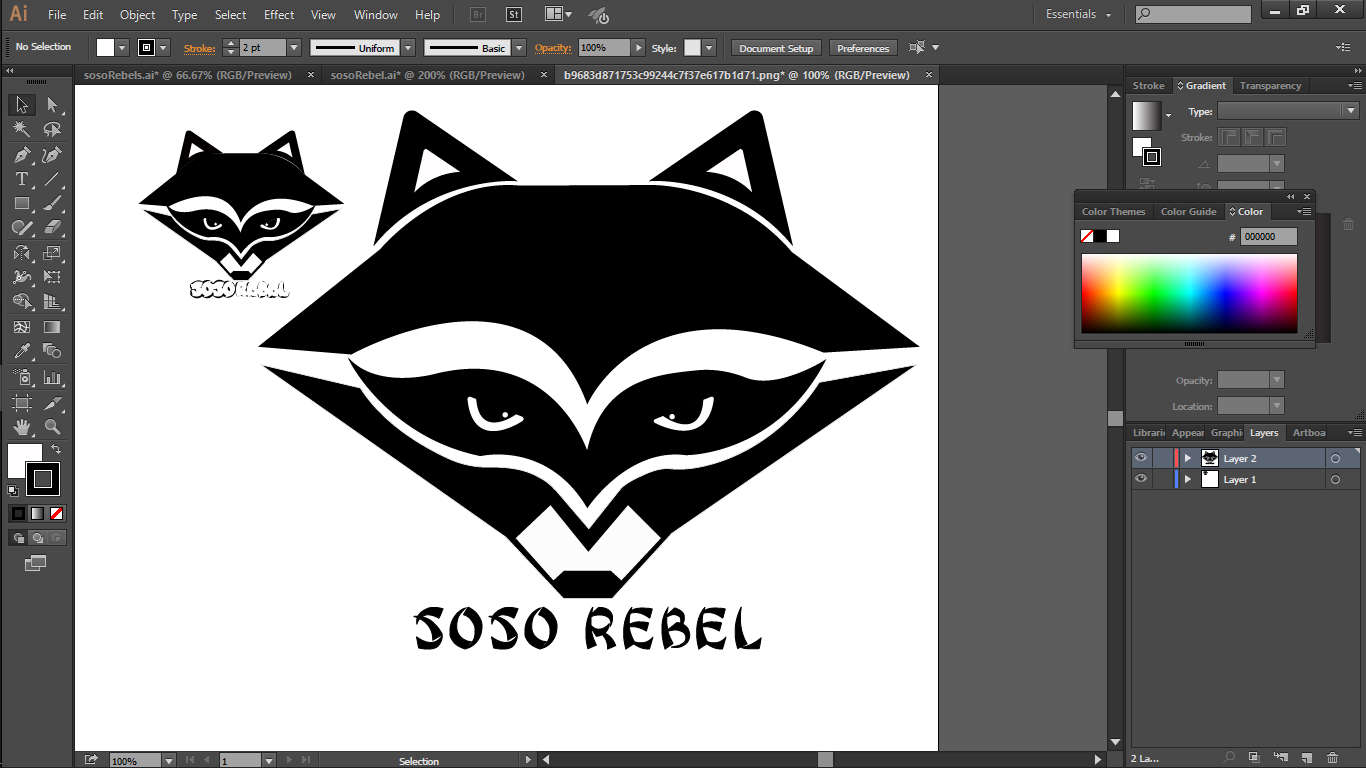 Ai File Edit Object Type Select Effect View Window Help Br St Essentials
No Selection Stroke: 2 pt Uniform Basic Opacity: 100% Style: Document Setup Preferences
sosoRebels.ai* @ 66.67% (RGB/Preview) × sosoRebel.ai* @ 200% (RGB/Preview) × b9683d871753c99244c7f37e617b1d71.png* @ 100% (RGB/Preview) ×
Stroke Gradient Transparency
Type:
Stroke:
Color Themes Color Guide Color
# 000000
Opacity:
Location:
SOSO REBEL
SOSO REBEL
Librari Appear Graphi Layers Artboa
Layer 2
Layer 1
2 La...
100% 1 Selection